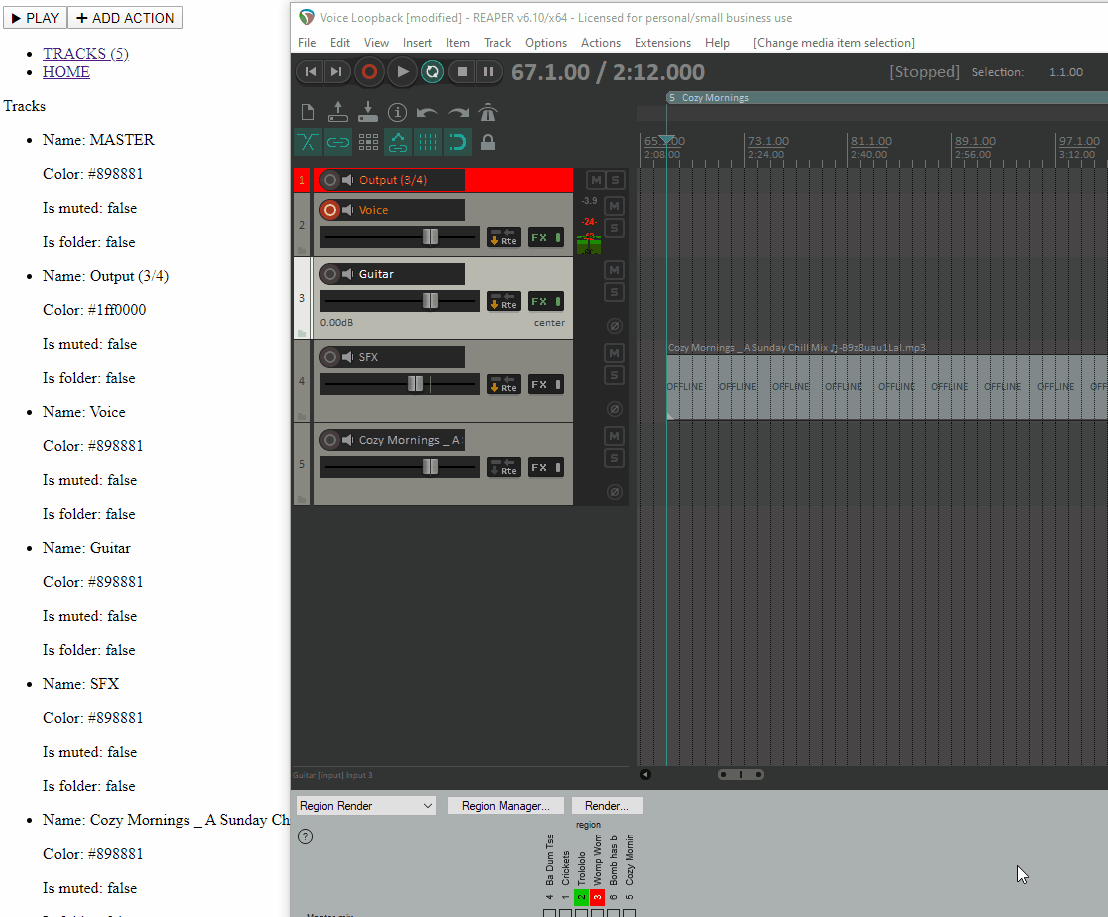 PLAY
ADD ACTION
TRACKS (5)
HOME
Tracks
Name: MASTER
Color: #898881
Is muted: false
Is folder: false
Name: Output (3/4)
Color: #1ff0000
Is muted: false
Is folder: false
Name: Voice
Color: #898881
Is muted: false
Is folder: false
Name: Guitar
Color: #898881
Is muted: false
Is folder: false
Name: SFX
Color: #898881
Is muted: false
Is folder: false
Name: Cozy Mornings _ A Sunday Ch
Color: #898881
Is muted: false
Voice Loopback [modified] - REAPER v6.10/x64 - Licensed for personal/small business use
File Edit View Insert Item Track Options Actions Extensions Help [Change media item selection]
67.1.00 / 2:12.000 [Stopped] Selection: 1.1.00
5 Cozy Mornings
65.1.00 73.1.00 81.1.00 89.1.00 97.1.00
2:08.00 2:24.00 2:40.00 2:56.00 3:12.00
1 Output (3/4) M S
2 Voice -3.9 M
-24- S
Rte FX
3 Guitar M
Rte FX S
0.00dB center Ø
4 SFX M
Rte FX S
Ø
Cozy Mornings _ A Sunday Chill Mix ♫-B9z8uau1LaI.mp3
OFFLINE OFFLINE OFFLINE OFFLINE OFFLINE OFFLINE OFFLINE OFFLINE OFF
5 Cozy Mornings _ A M
Rte FX S
Ø
Guitar [input] Input 3
Region Render Region Manager... Render...
region
?
4 Ba Dum Tss
1 Crickets
2 Trolololo
3 Womp Wom
6 Bomb has b
5 Cozy Mornin
Master mix